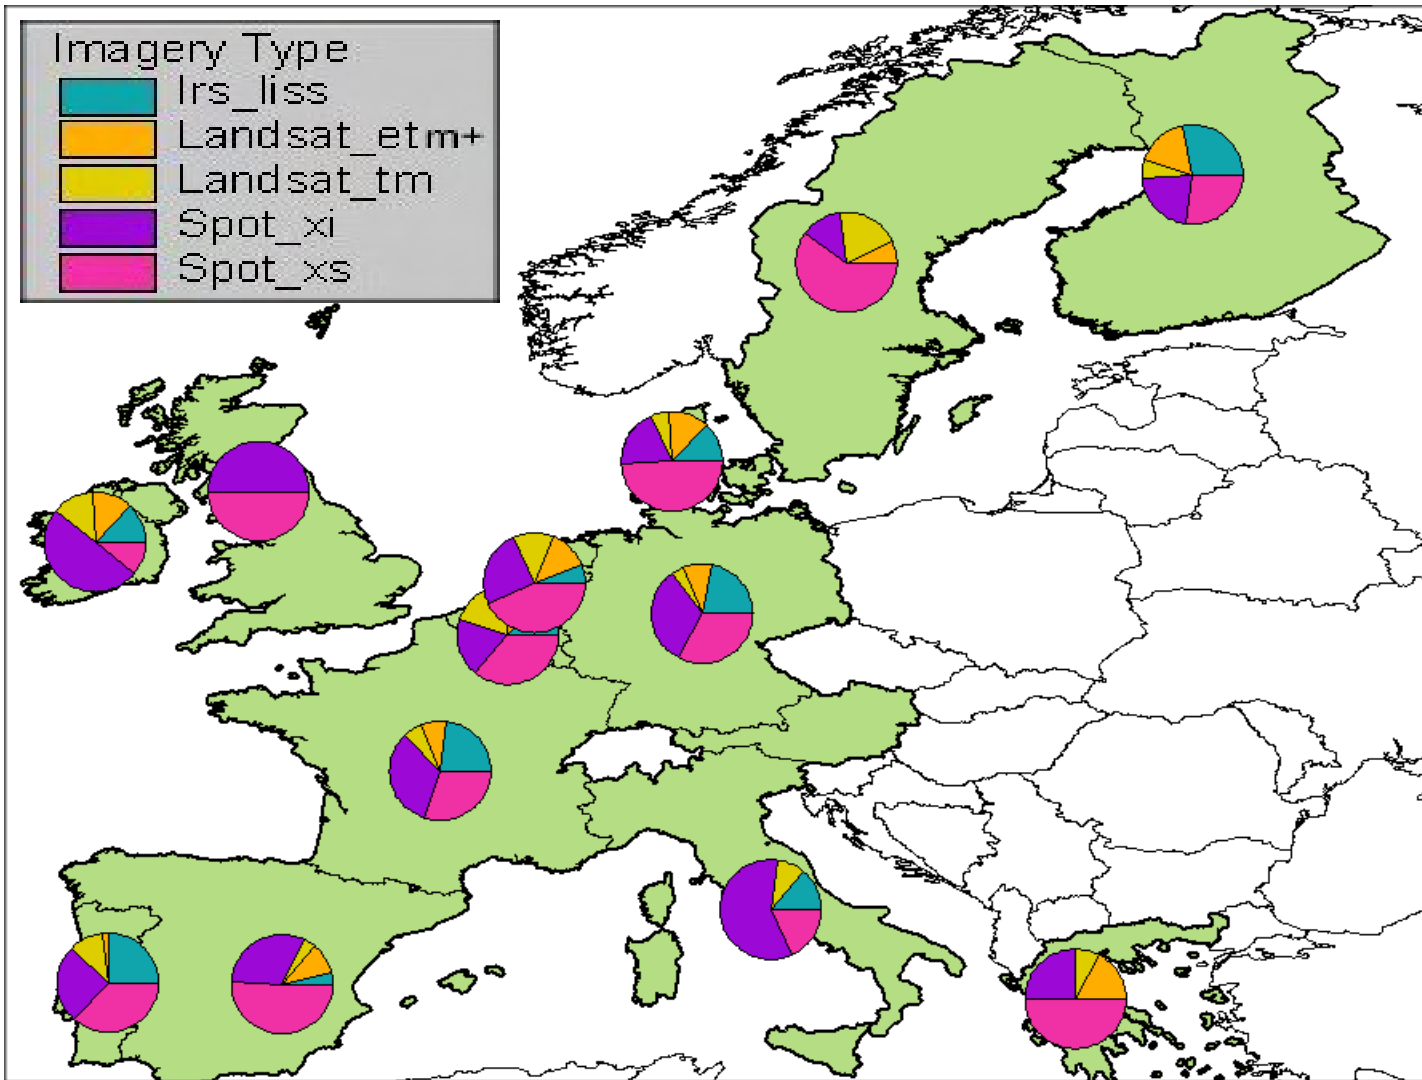 Imagery Type
Irs_liss
Landsat_etm+
Landsat_tm
Spot_xi
Spot_xs